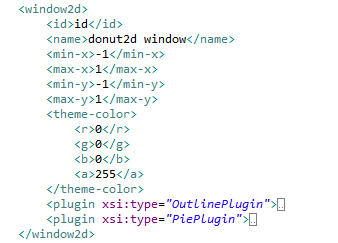 <window2d>
<id>id</id>
<name>donut2d window</name>
<min-x>-1</min-x>
<max-x>1</max-x>
<min-y>-1</min-y>
<max-y>1</max-y>
<theme-color>
<r>0</r>
<g>0</g>
<b>0</b>
<a>255</a>
</theme-color>
<plugin xsi:type="OutlinePlugin">
<plugin xsi:type="PiePlugin">
</window2d>